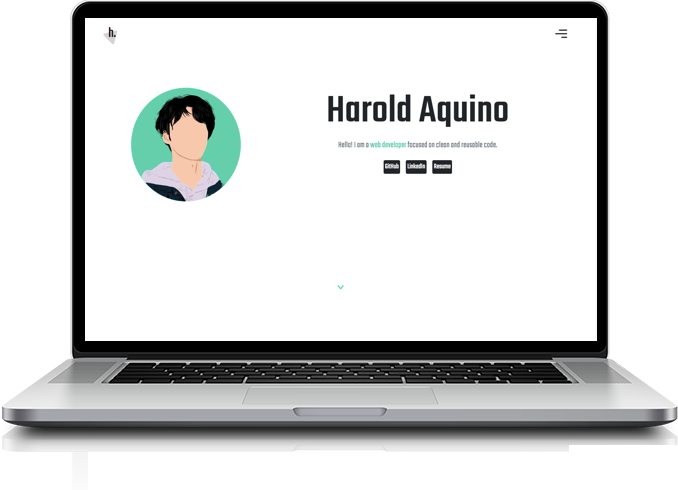 h.
Harold Aquino
Hello! I am a web developer focused on clean and reusable code.
GitHub LinkedIn Resume